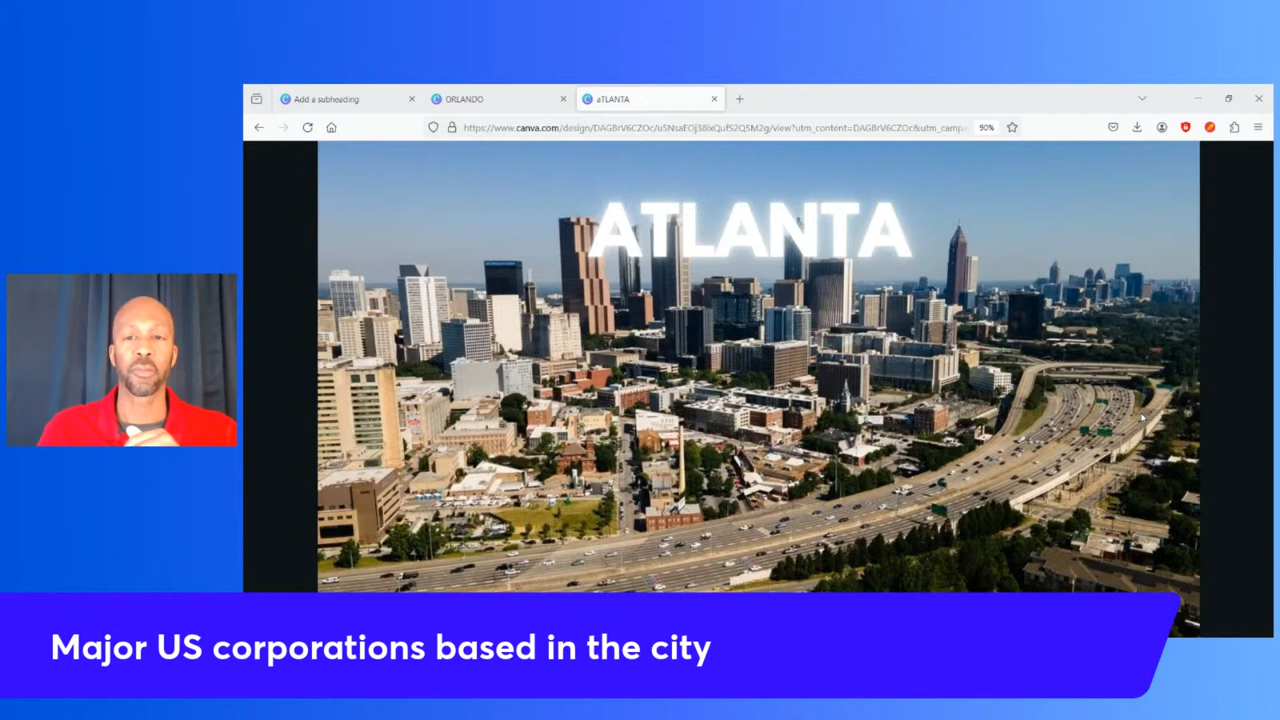 Add a subheading
ORLANDO
aTLANTA
https://www.canva.com/design/DAGBrV6CZOc/u5NsaEOj38lxQufS2Q5M2g/view?utm_content=DAGBrV6CZOc&utm_camp
90%
ATLANTA
Major US corporations based in the city